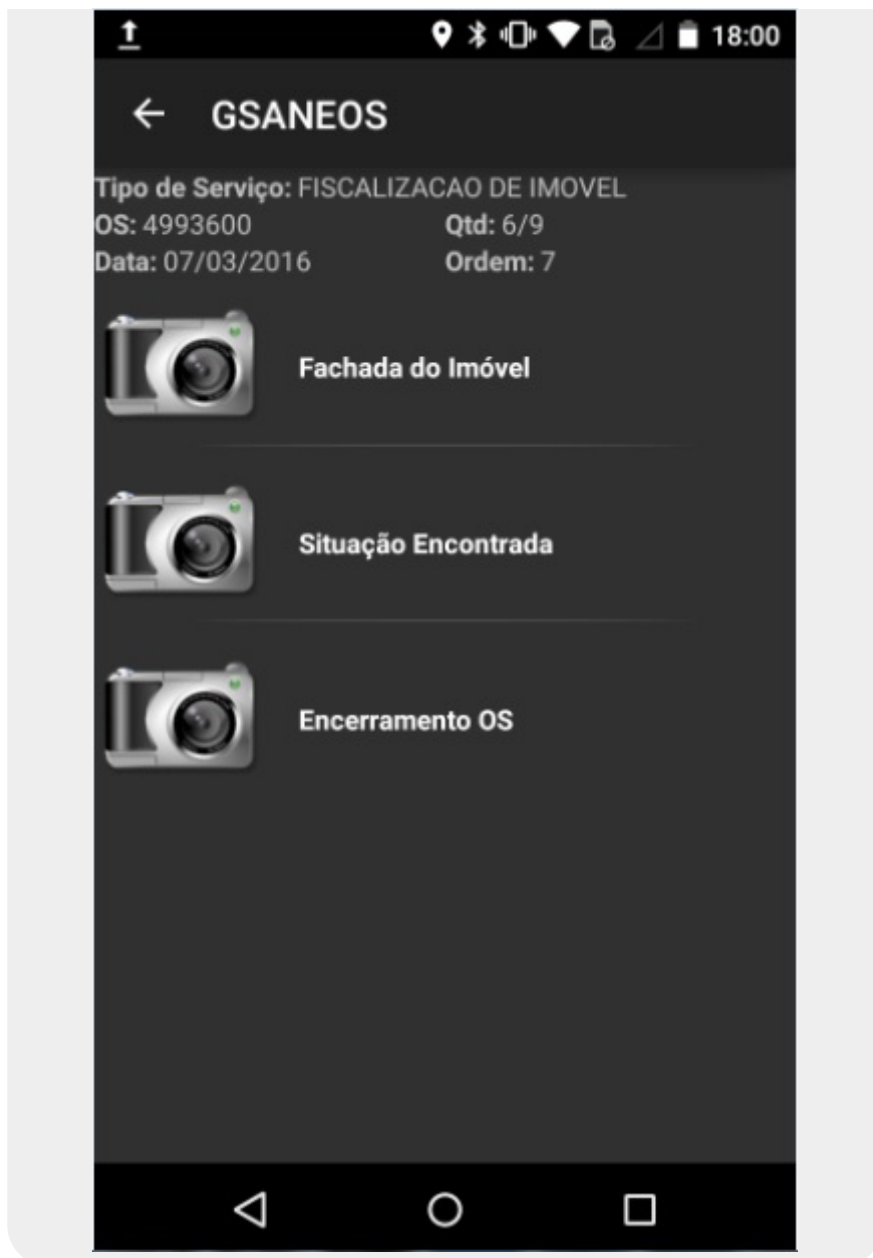 18:00
GSANEOS
Tipo de Serviço: FISCALIZACAO DE IMOVEL
OS: 4993600 Qtd: 6/9
Data: 07/03/2016 Ordem: 7
Fachada do Imóvel
Situação Encontrada
Encerramento OS